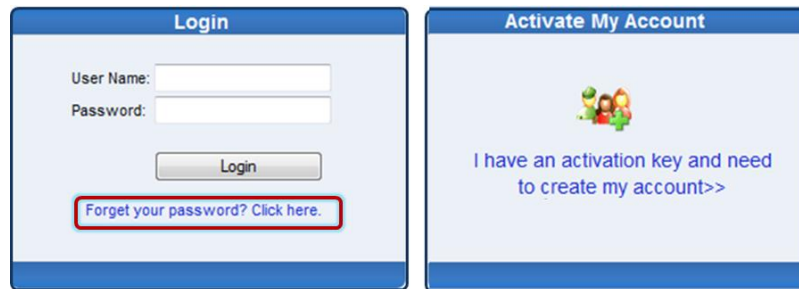 Login
User Name:
Password:
Login
Forget your password? Click here.
Activate My Account
I have an activation key and need
to create my account>>